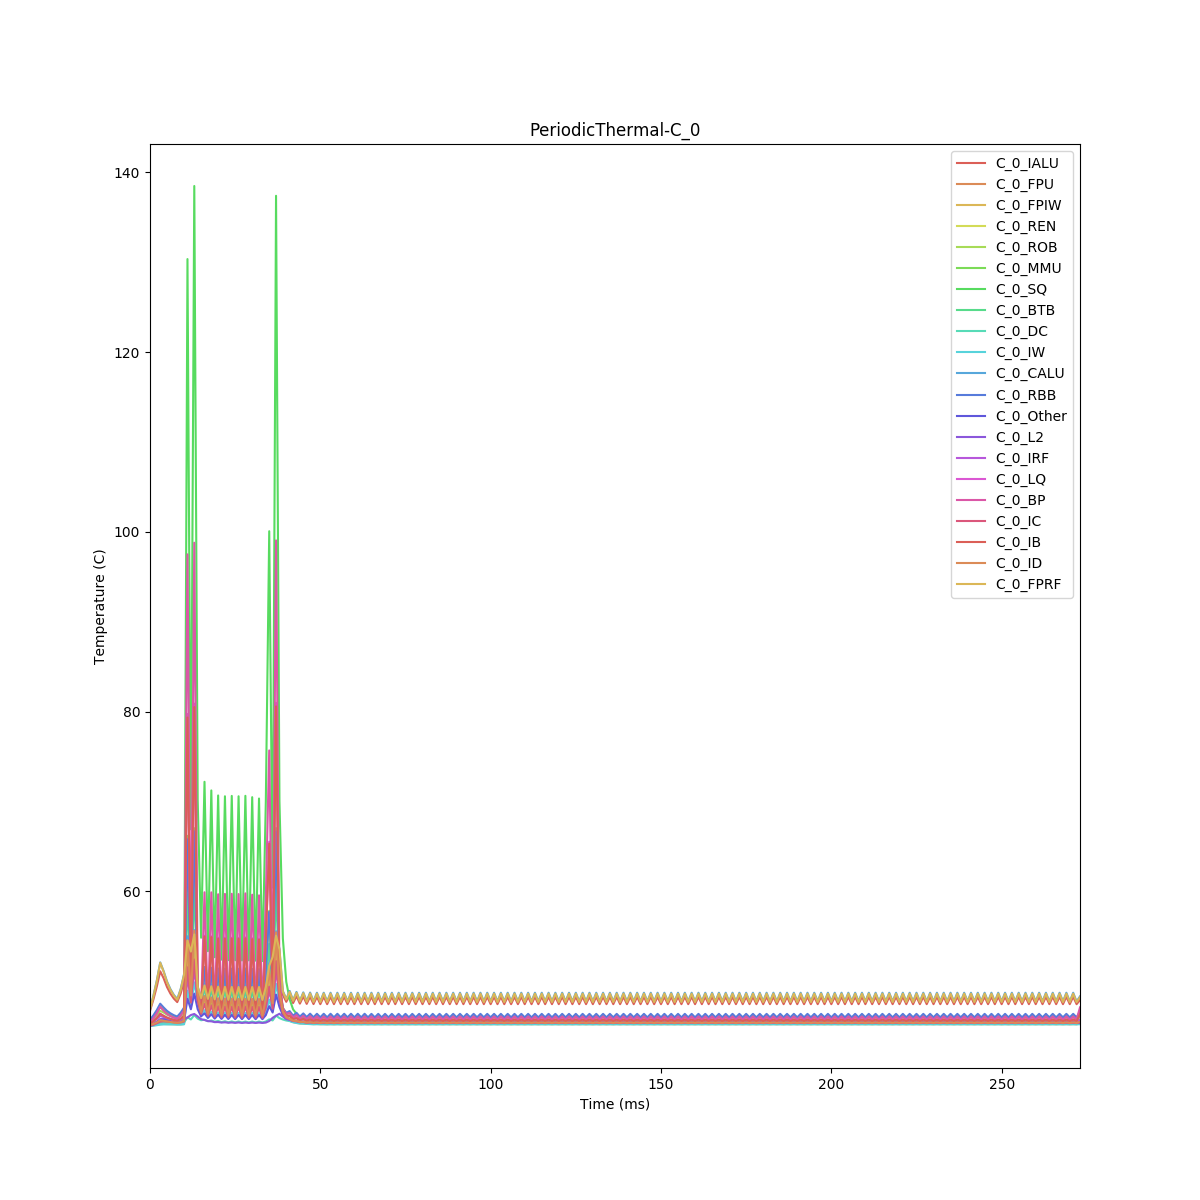 PeriodicThermal-C_0
140
120
100
80
60
Temperature (C)
0
50
100
150
200
250
Time (ms)
C_0_IALU
C_0_FPU
C_0_FPIW
C_0_REN
C_0_ROB
C_0_MMU
C_0_SQ
C_0_BTB
C_0_DC
C_0_IW
C_0_CALU
C_0_RBB
C_0_Other
C_0_L2
C_0_IRF
C_0_LQ
C_0_BP
C_0_IC
C_0_IB
C_0_ID
C_0_FPRF